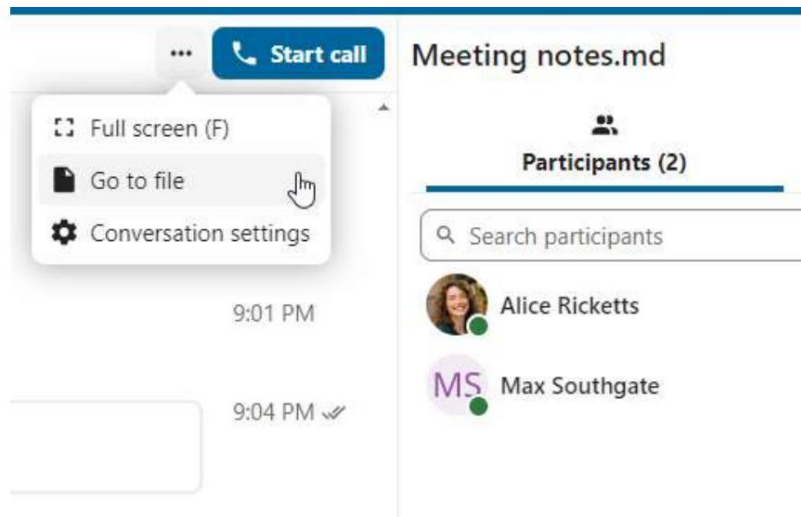 Start call
Full screen (F)
Go to file
Conversation settings
9:01 PM
9:04 PM
Meeting notes.md
Participants (2)
Search participants
Alice Ricketts
MS Max Southgate